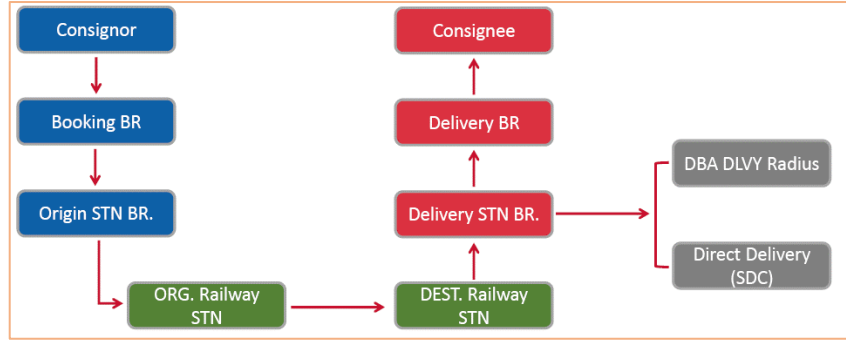 Consignor
Consignee
Booking BR
Delivery BR
DBA DLVY Radius
Origin STN BR.
Delivery STN BR.
Direct Delivery
(SDC)
ORG. Railway
STN
DEST. Railway
STN